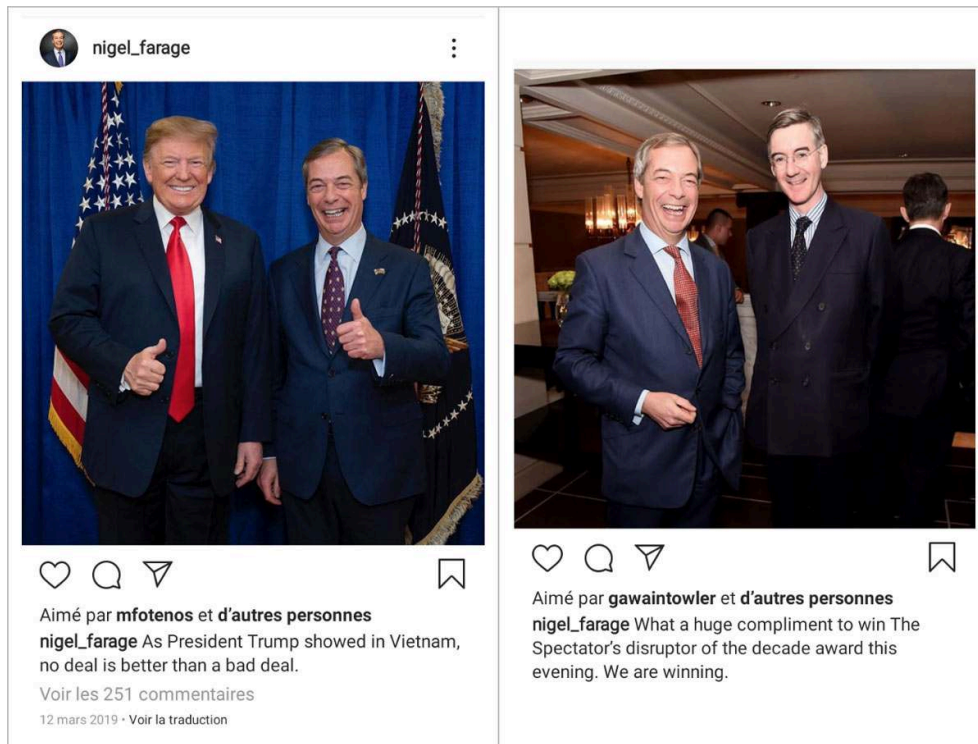 nigel_farage
Aimé par mfotenos et d'autres personnes
nigel_farage As President Trump showed in Vietnam,
no deal is better than a bad deal.
Voir les 251 commentaires
12 mars 2019 · Voir la traduction
Aimé par gawaintowler et d'autres personnes
nigel_farage What a huge compliment to win The
Spectator's disruptor of the decade award this
evening. We are winning.